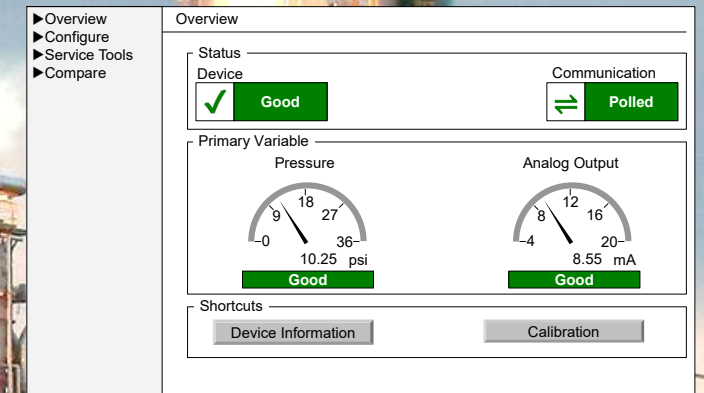 ▶Overview
▶Configure
▶Service Tools
▶Compare
Overview
Status
Device
Communication
Good
Polled
Primary Variable
Pressure
Analog Output
0
9
18
27
36
10.25 psi
Good
4
8
12
16
20
8.55 mA
Good
Shortcuts
Device Information
Calibration